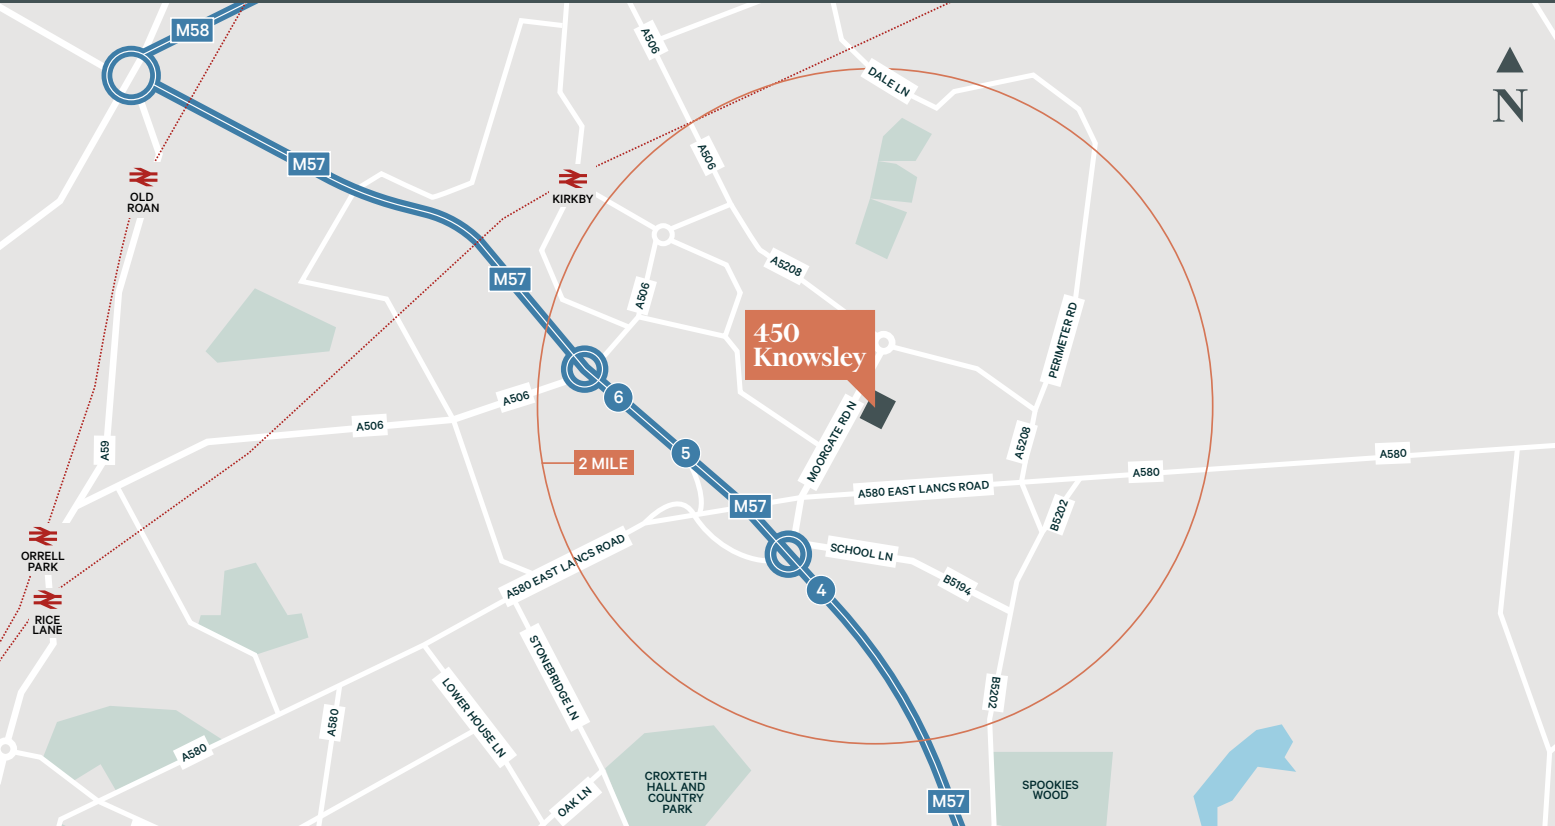 M58
A506
DALE LN
N
M57
A506
OLD
ROAN
KIRKBY
A5208
M57
A506
PERIMETER RD
450
Knowsley
A506
6
A506
A59
MOORGATE RD N
A5208
5
2 MILE
A580
A580
A580 EAST LANCS ROAD
M57
B5202
ORRELL
PARK
A580 EAST LANCS ROAD
SCHOOL LN
B5194
4
RICE
LANE
STONEBRIDGE LN
LOWER HOUSE LN
B5202
A580
A580
CROXTETH
HALL AND
COUNTRY
PARK
SPOOKIES
WOOD
OAK LN
M57